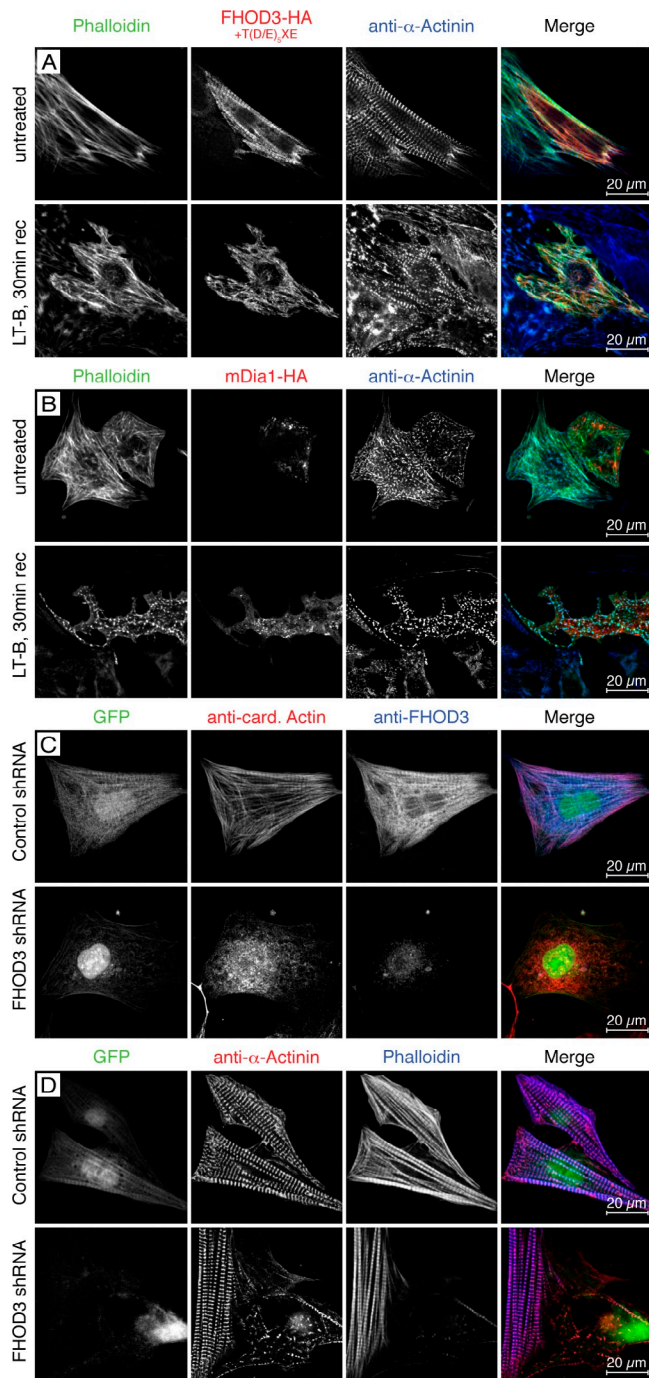 Phalloidin FHOD3-HA anti-α-Actinin Merge
+T(D/E)₅XE
A
untreated
20 µm
LT-B, 30min rec
20 µm
Phalloidin mDia1-HA anti-α-Actinin Merge
B
untreated
20 µm
LT-B, 30min rec
20 µm
GFP anti-card. Actin anti-FHOD3 Merge
C
Control shRNA
20 µm
FHOD3 shRNA
20 µm
GFP anti-α-Actinin Phalloidin Merge
D
Control shRNA
20 µm
FHOD3 shRNA
20 µm